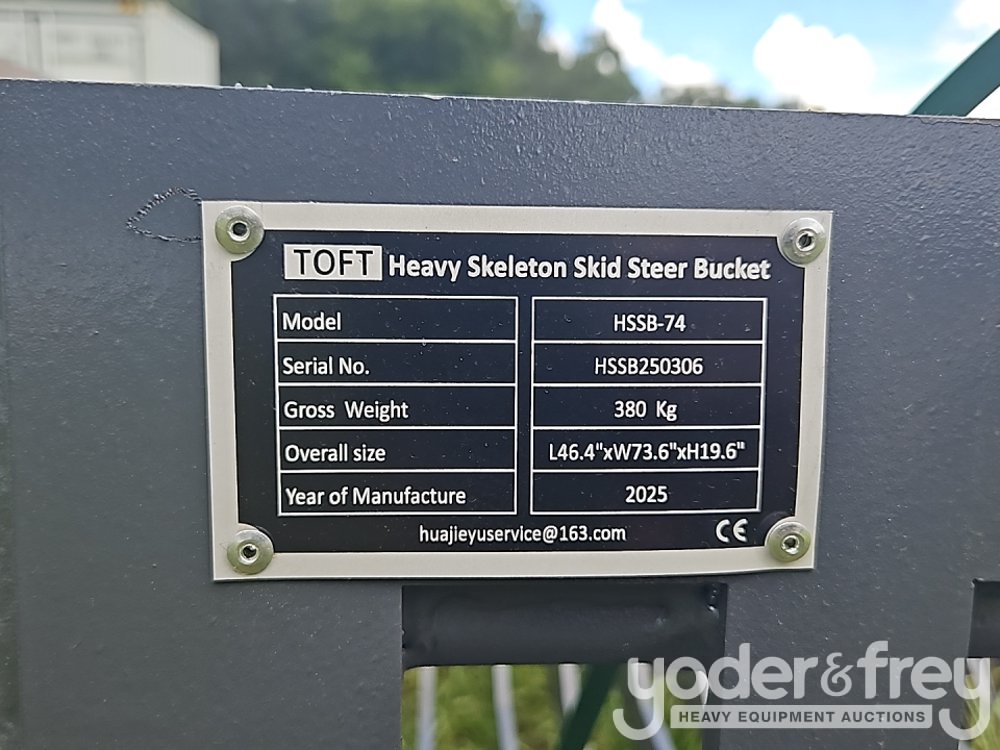 TOFT Heavy Skeleton Skid Steer Bucket
Model HSSB-74
Serial No. HSSB250306
Gross Weight 380 Kg
Overall size L46.4"xW73.6"xH19.6"
Year of Manufacture 2025
huajieyuservice@163.com CE
yoder&frey
HEAVY EQUIPMENT AUCTIONS